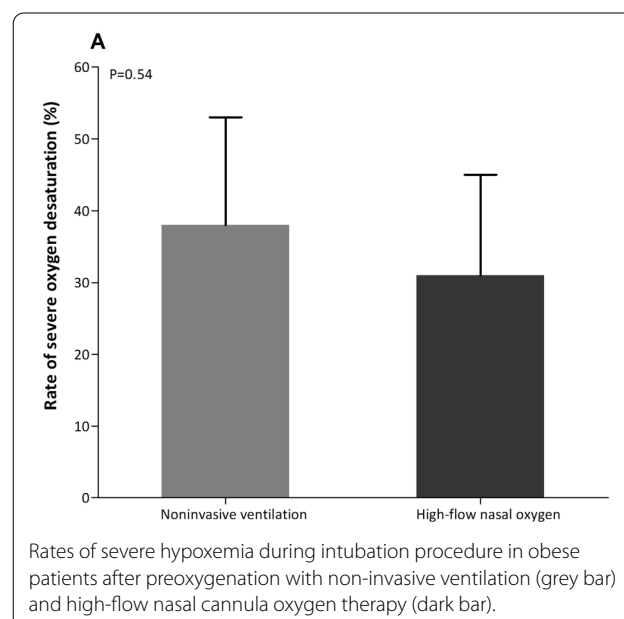 A
P=0.54
Rate of severe oxygen desaturation (%)
60
50
40
30
20
10
0
Noninvasive ventilation
High-flow nasal oxygen
Rates of severe hypoxemia during intubation procedure in obese
patients after preoxygenation with non-invasive ventilation (grey bar)
and high-flow nasal cannula oxygen therapy (dark bar).